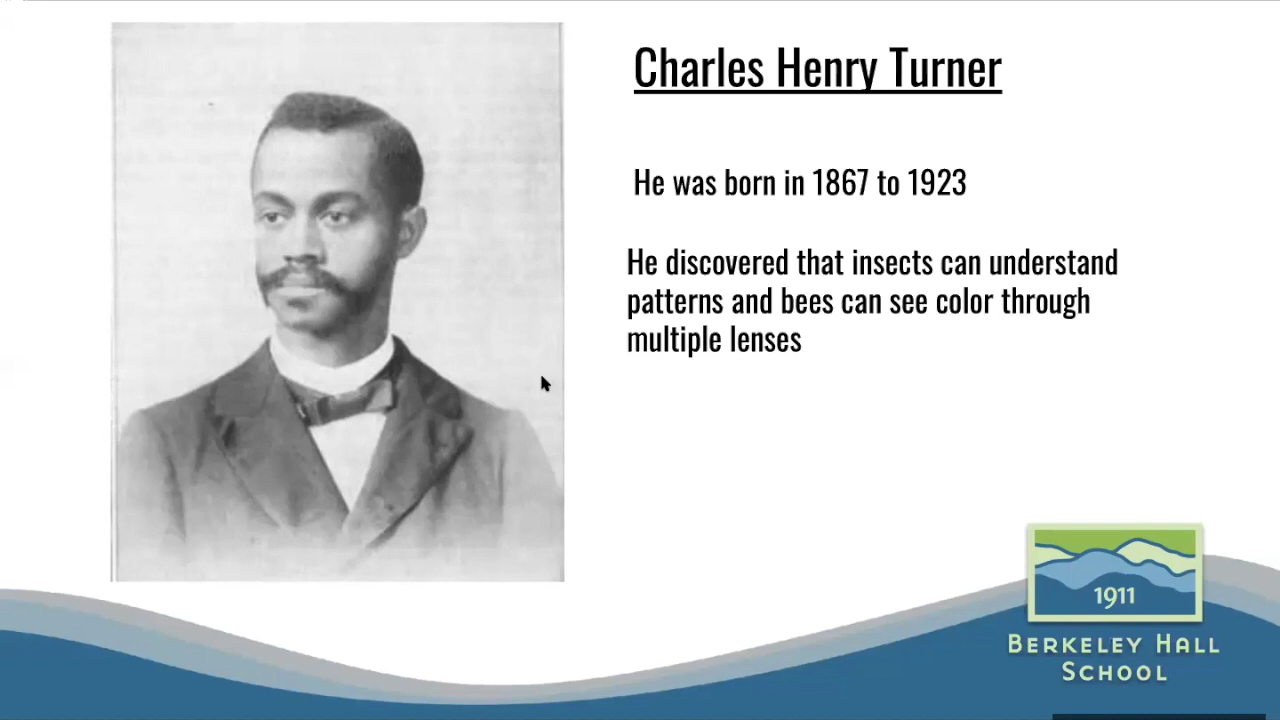 Charles Henry Turner
He was born in 1867 to 1923
He discovered that insects can understand
patterns and bees can see color through
multiple lenses
1911
BERKELEY HALL
SCHOOL